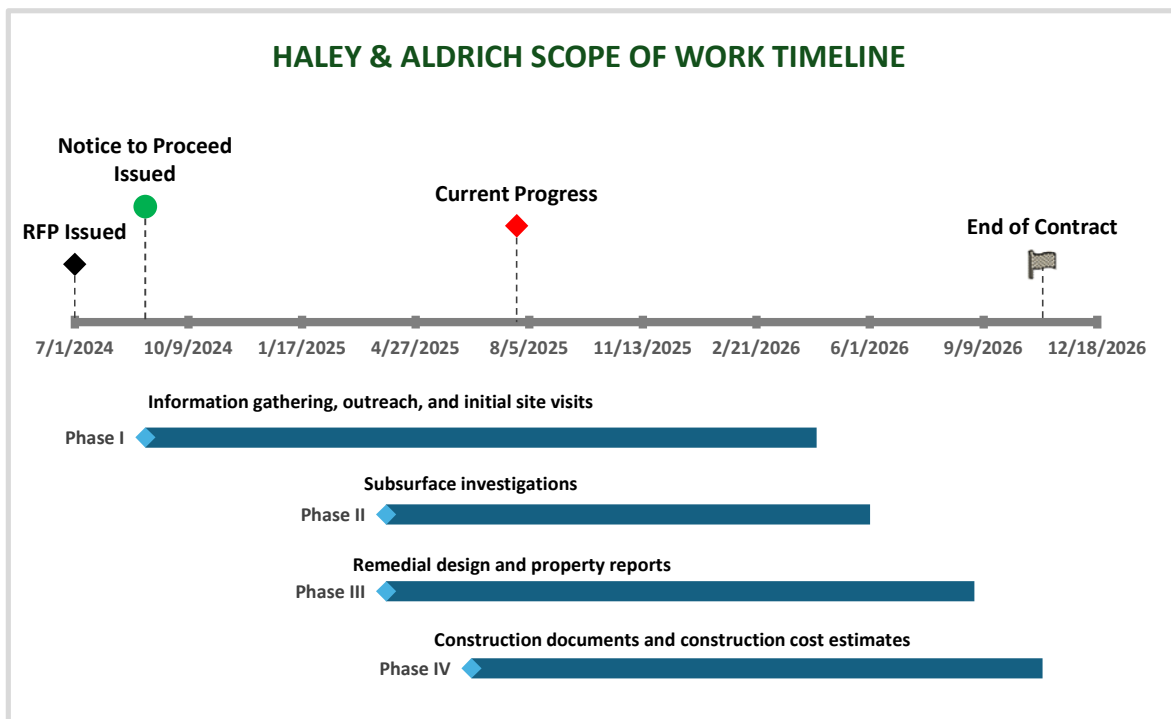 HALEY & ALDRICH SCOPE OF WORK TIMELINE
Notice to Proceed
Issued
Current Progress
RFP Issued
End of Contract
7/1/2024 10/9/2024 1/17/2025 4/27/2025 8/5/2025 11/13/2025 2/21/2026 6/1/2026 9/9/2026 12/18/2026
Information gathering, outreach, and initial site visits
Phase I
Subsurface investigations
Phase II
Remedial design and property reports
Phase III
Construction documents and construction cost estimates
Phase IV